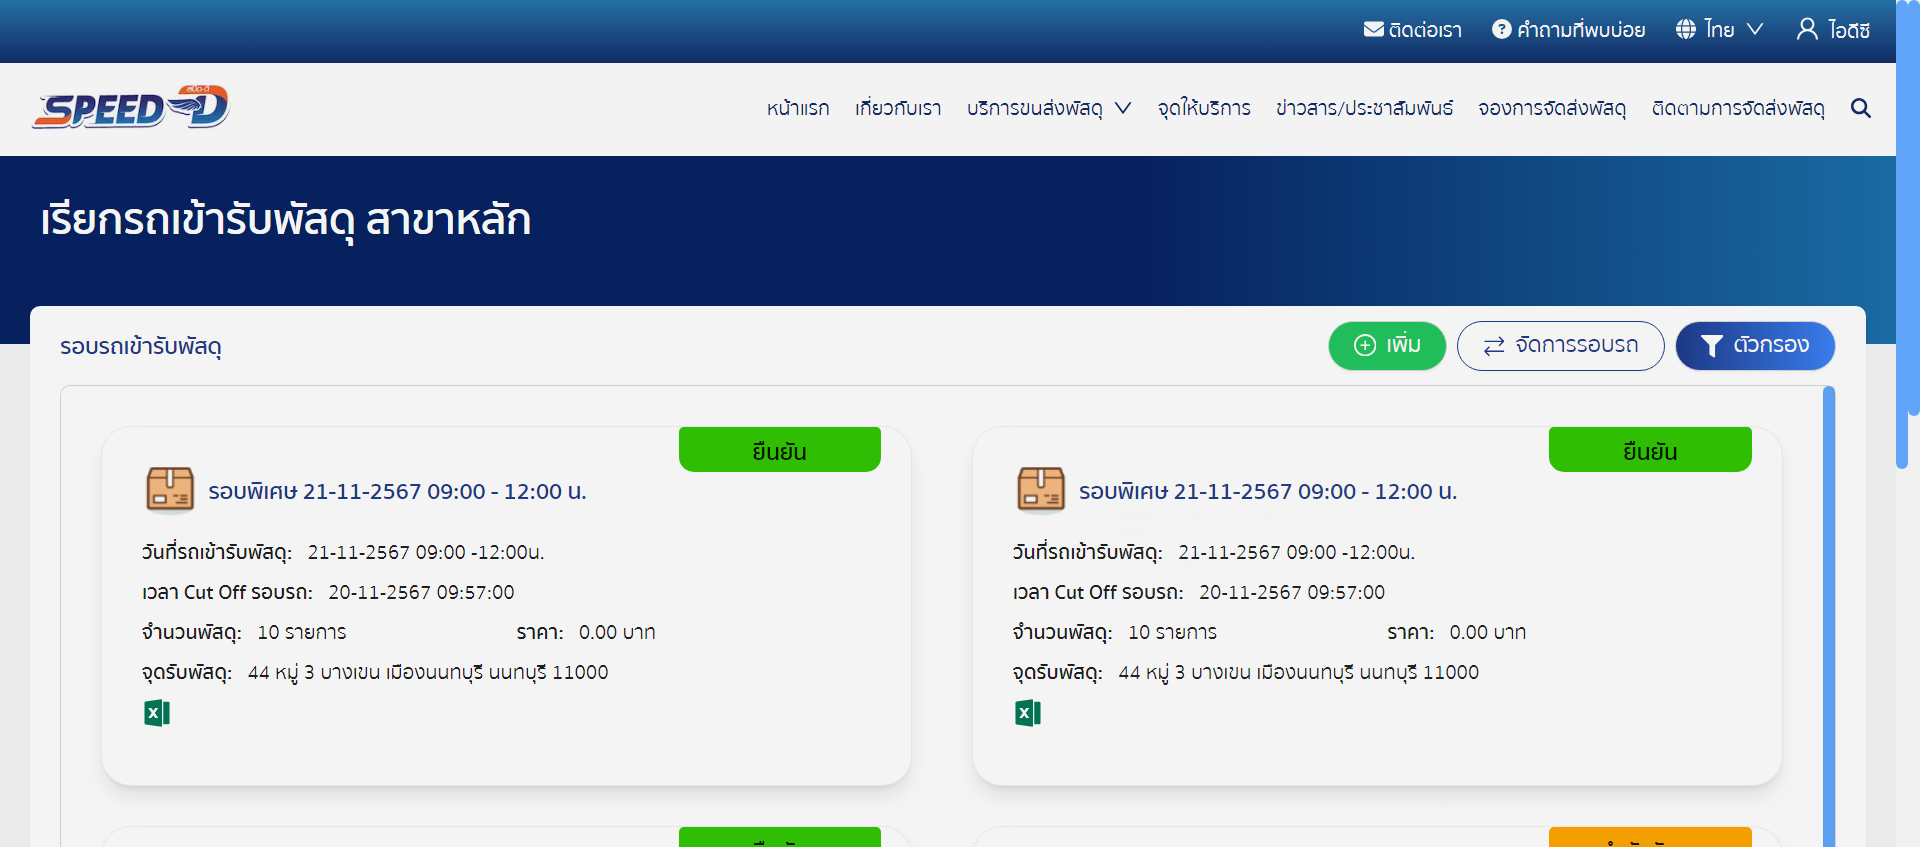 ติดต่อเรา คำถามที่พบบ่อย ไทย ไอดีซี
สปีด-ดี
SPEED-D
หน้าแรก เกี่ยวกับเรา บริการขนส่งพัสดุ จุดให้บริการ ข่าวสาร/ประชาสัมพันธ์ จองการจัดส่งพัสดุ ติดตามการจัดส่งพัสดุ
เรียกรถเข้ารับพัสดุ สาขาหลัก
รอบรถเข้ารับพัสดุ
เพิ่ม จัดการรอบรถ ตัวกรอง
ยืนยัน
รอบพิเศษ 21-11-2567 09:00 - 12:00 น.
วันที่รถเข้ารับพัสดุ: 21-11-2567 09:00 -12:00น.
เวลา Cut Off รอบรถ: 20-11-2567 09:57:00
จำนวนพัสดุ: 10 รายการ ราคา: 0.00 บาท
จุดรับพัสดุ: 44 หมู่ 3 บางเขน เมืองนนทบุรี นนทบุรี 11000
ยืนยัน
รอบพิเศษ 21-11-2567 09:00 - 12:00 น.
วันที่รถเข้ารับพัสดุ: 21-11-2567 09:00 -12:00น.
เวลา Cut Off รอบรถ: 20-11-2567 09:57:00
จำนวนพัสดุ: 10 รายการ ราคา: 0.00 บาท
จุดรับพัสดุ: 44 หมู่ 3 บางเขน เมืองนนทบุรี นนทบุรี 11000